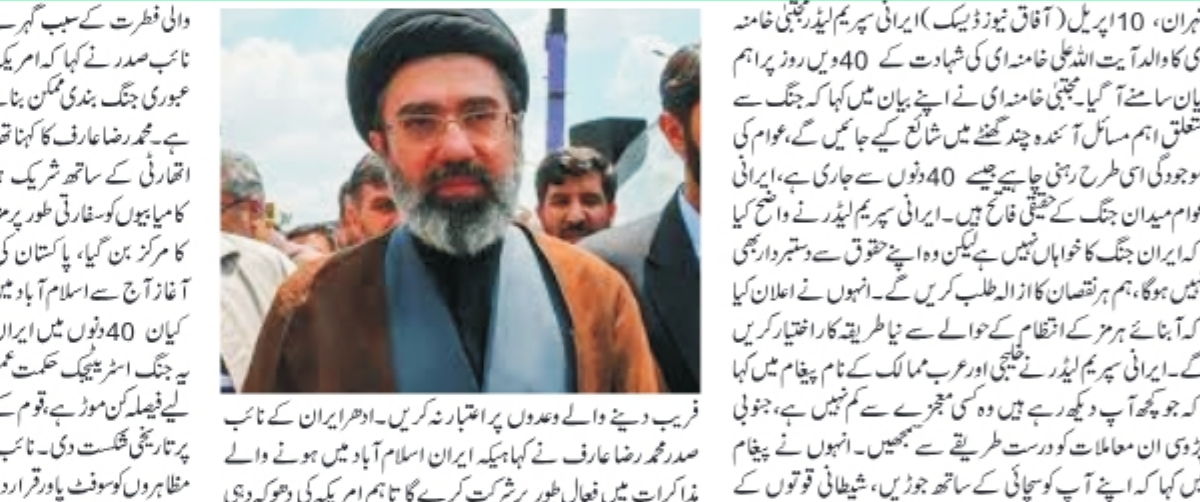 ہران، 10اپریل( آفاق نیوز ڈیسک )ایرانی سپریم لیڈر مجتبیٰ خامنہ
ای کا والد آیت اللہ علی خامنہ ای کی شہادت کے 40ویں روز پر اہم
بیان سامنے آ گیا۔مجتبیٰ خامنہ ای نے اپنے بیان میں کہا کہ جنگ سے
متعلق اہم مسائل آئندہ چند گھنٹے میں شائع کیے جائیں گے،عوام کی
موجودگی اسی طرح رہنی چاہیے جیسے 40دنوں سے جاری ہے،ایرانی
عوام میدان جنگ کے حقیقی فاتح ہیں۔ایرانی سپریم لیڈر نے واضح کیا
کہ ایران جنگ کا خواہاں نہیں ہے لیکن وہ اپنے حقوق سے دستبردار بھی
نہیں ہوگا، ہم ہر نقصان کا ازالہ طلب کریں گے۔انہوں نے اعلان کیا
کہ آبنائے ہرمز کے انتظام کے حوالے سے نیا طریقہ کار اختیار کریں
گے۔ایرانی سپریم لیڈر نے خلیجی اور عرب ممالک کے نام پیغام میں کہا
کہ جو کچھ آپ دیکھ رہے ہیں وہ کسی معجزے سے کم نہیں ہے، جنوبی
پڑوی ان معاملات کو درست طریقے سے سمجھیں۔ انہوں نے پیغام
میں کہا کہ اپنے آپ کو سچائی کے ساتھ جوڑیں، شیطانی قوتوں کے
فریب دینے والے وعدوں پر اعتبار نہ کریں۔ادھر ایران کے نائب
صدر محمد رضا عارف نے کہا ہیکہ ایران اسلام آباد میں ہونے والے
مذاکرات میں فعال طور پر شرکت کرے گا تاہم امریکہ کی دھوکہ دہی
والی فطرت کے سبب گہرے
نائب صدر نے کہا کہ امریکہ
عبوری جنگ بندی ممکن بنا
ہے۔محمد رضا عارف کا کہنا تھا
اتھارٹی کے ساتھ شریک
کامیابیوں کو سفارتی طور پر
کا مرکز بن گیا، پاکستان کی
آغاز آج سے اسلام آباد میں
کیان 40دنوں میں ایران
یہ جنگ اسٹریٹیجک حکمت عم
لیے فیصلہ کن موڑ ہے، قوم نے
پر تاریخی شکست دی۔نائب
مظاہروں کو سوفٹ پاور قرار د